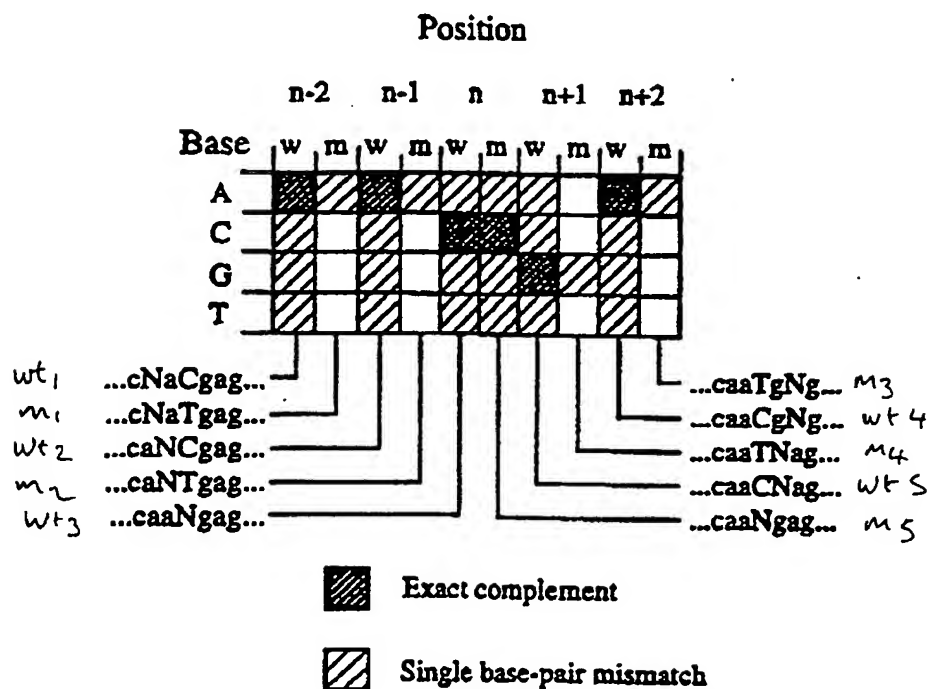 Position
n-2 n-1 n n+1 n+2
Base w m w m w m w m w m
A
C
G
T
wt1 ...cNaCgag...
m1 ...cNaTgag...
wt2 ...caNCgag...
m2 ...caNTgag...
wt3 ...caaNgag...
...caaTgNg... m3
...caaCgNg... wt4
...caaTNag... m4
...caaCNag... wt5
...caaNgag... m5
Exact complement
Single base-pair mismatch